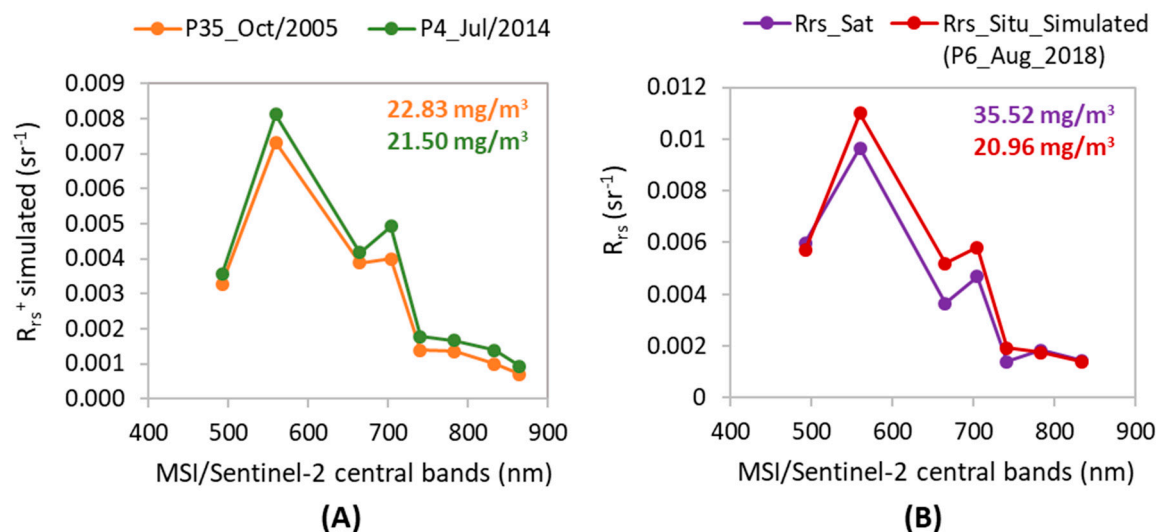 P35_Oct/2005 P4_Jul/2014
0.009
0.008
0.007
0.006
0.005
0.004
0.003
0.002
0.001
0.000
Rrs⁺ simulated (sr⁻¹)
22.83 mg/m³
21.50 mg/m³
400 500 600 700 800 900
MSI/Sentinel-2 central bands (nm)
(A)
Rrs_Sat Rrs_Situ_Simulated
(P6_Aug_2018)
0.012
0.01
0.008
0.006
0.004
0.002
0
Rrs (sr⁻¹)
35.52 mg/m³
20.96 mg/m³
400 500 600 700 800 900
MSI/Sentinel-2 central bands (nm)
(B)